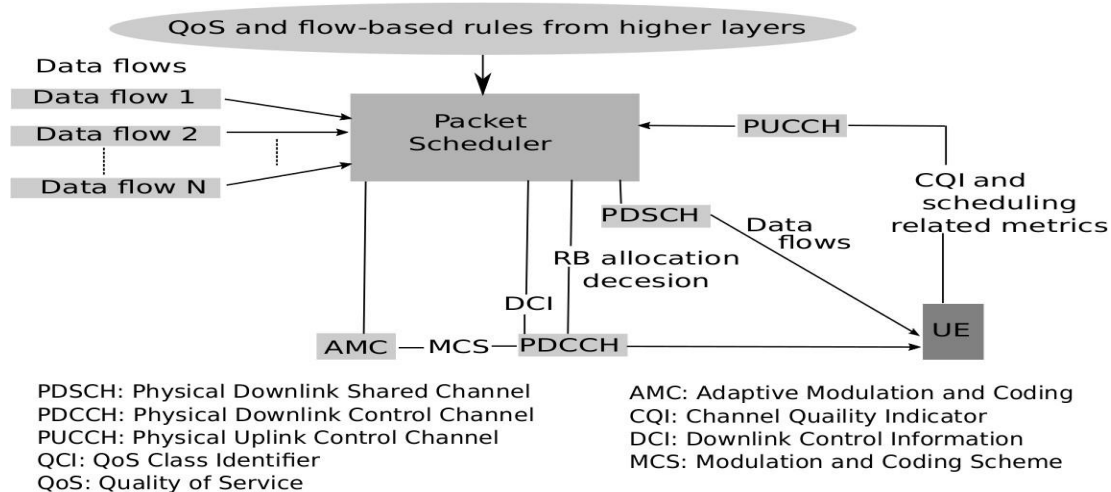 QoS and flow-based rules from higher layers
Data flows
Data flow 1
Data flow 2
Data flow N
Packet
Scheduler
PUCCH
CQI and
scheduling
related metrics
PDSCH
Data
flows
RB allocation
decesion
DCI
AMC
MCS
PDCCH
UE
PDSCH: Physical Downlink Shared Channel
PDCCH: Physical Downlink Control Channel
PUCCH: Physical Uplink Control Channel
QCI: QoS Class Identifier
QoS: Quality of Service
AMC: Adaptive Modulation and Coding
CQI: Channel Quaility Indicator
DCI: Downlink Control Information
MCS: Modulation and Coding Scheme